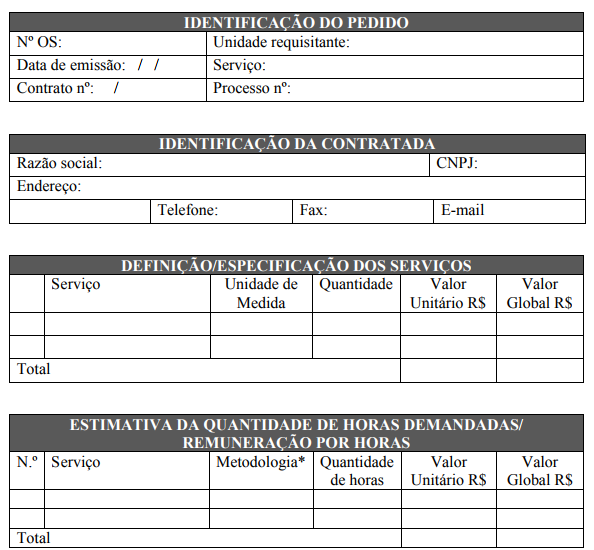 IDENTIFICAÇÃO DO PEDIDO
Nº OS: Unidade requisitante:
Data de emissão: / / Serviço:
Contrato nº: / Processo nº:
IDENTIFICAÇÃO DA CONTRATADA
Razão social: CNPJ:
Endereço:
Telefone: Fax: E-mail
DEFINIÇÃO/ESPECIFICAÇÃO DOS SERVIÇOS
Serviço Unidade de Quantidade Valor Valor
Medida Unitário R$ Global R$
Total
ESTIMATIVA DA QUANTIDADE DE HORAS DEMANDADAS/
REMUNERAÇÃO POR HORAS
N.º Serviço Metodologia* Quantidade Valor Valor
de horas Unitário R$ Global R$
Total